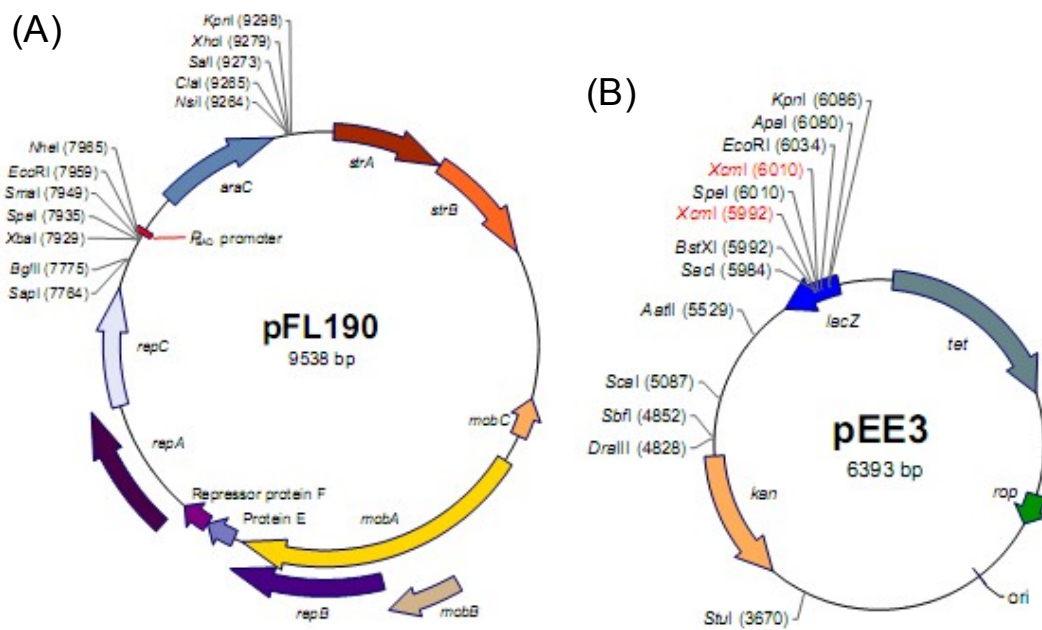 (A)
KpnI (9298)
XhoI (9279)
SalI (9273)
ClaI (9265)
NsiI (9264)
NheI (7965)
EcoRI (7959)
SmaI (7949)
SpeI (7935)
XbaI (7929)
BglII (7775)
SapI (7764)
araC
strA
strB
PBAD promoter
pFL190
9538 bp
repC
repA
Repressor protein F
Protein E
mobC
mobA
repB
mobB
(B)
KpnI (6086)
ApaI (6080)
EcoRI (6034)
XcmI (6010)
SpeI (6010)
XcmI (5992)
BstXI (5992)
SacI (5984)
AatII (5529)
lacZ
tet
ScaI (5087)
SbfI (4852)
DraIII (4828)
pEE3
6393 bp
kan
rop
ori
StuI (3670)